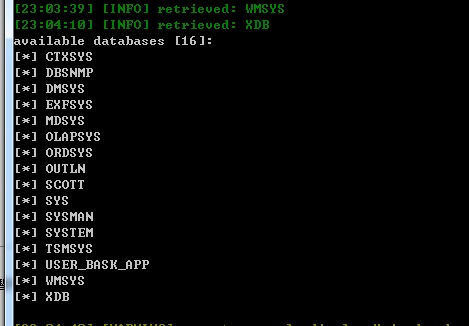 [23:03:39] [INFO] retrieved: WMSYS
[23:04:10] [INFO] retrieved: XDB
available databases [16]:
[*] CTXSYS
[*] DBSNMP
[*] DMSYS
[*] EXFSYS
[*] MDSYS
[*] OLAPSYS
[*] ORDSYS
[*] OUTLN
[*] SCOTT
[*] SYS
[*] SYSMAN
[*] SYSTEM
[*] TSMSYS
[*] USER_BASK_APP
[*] WMSYS
[*] XDB